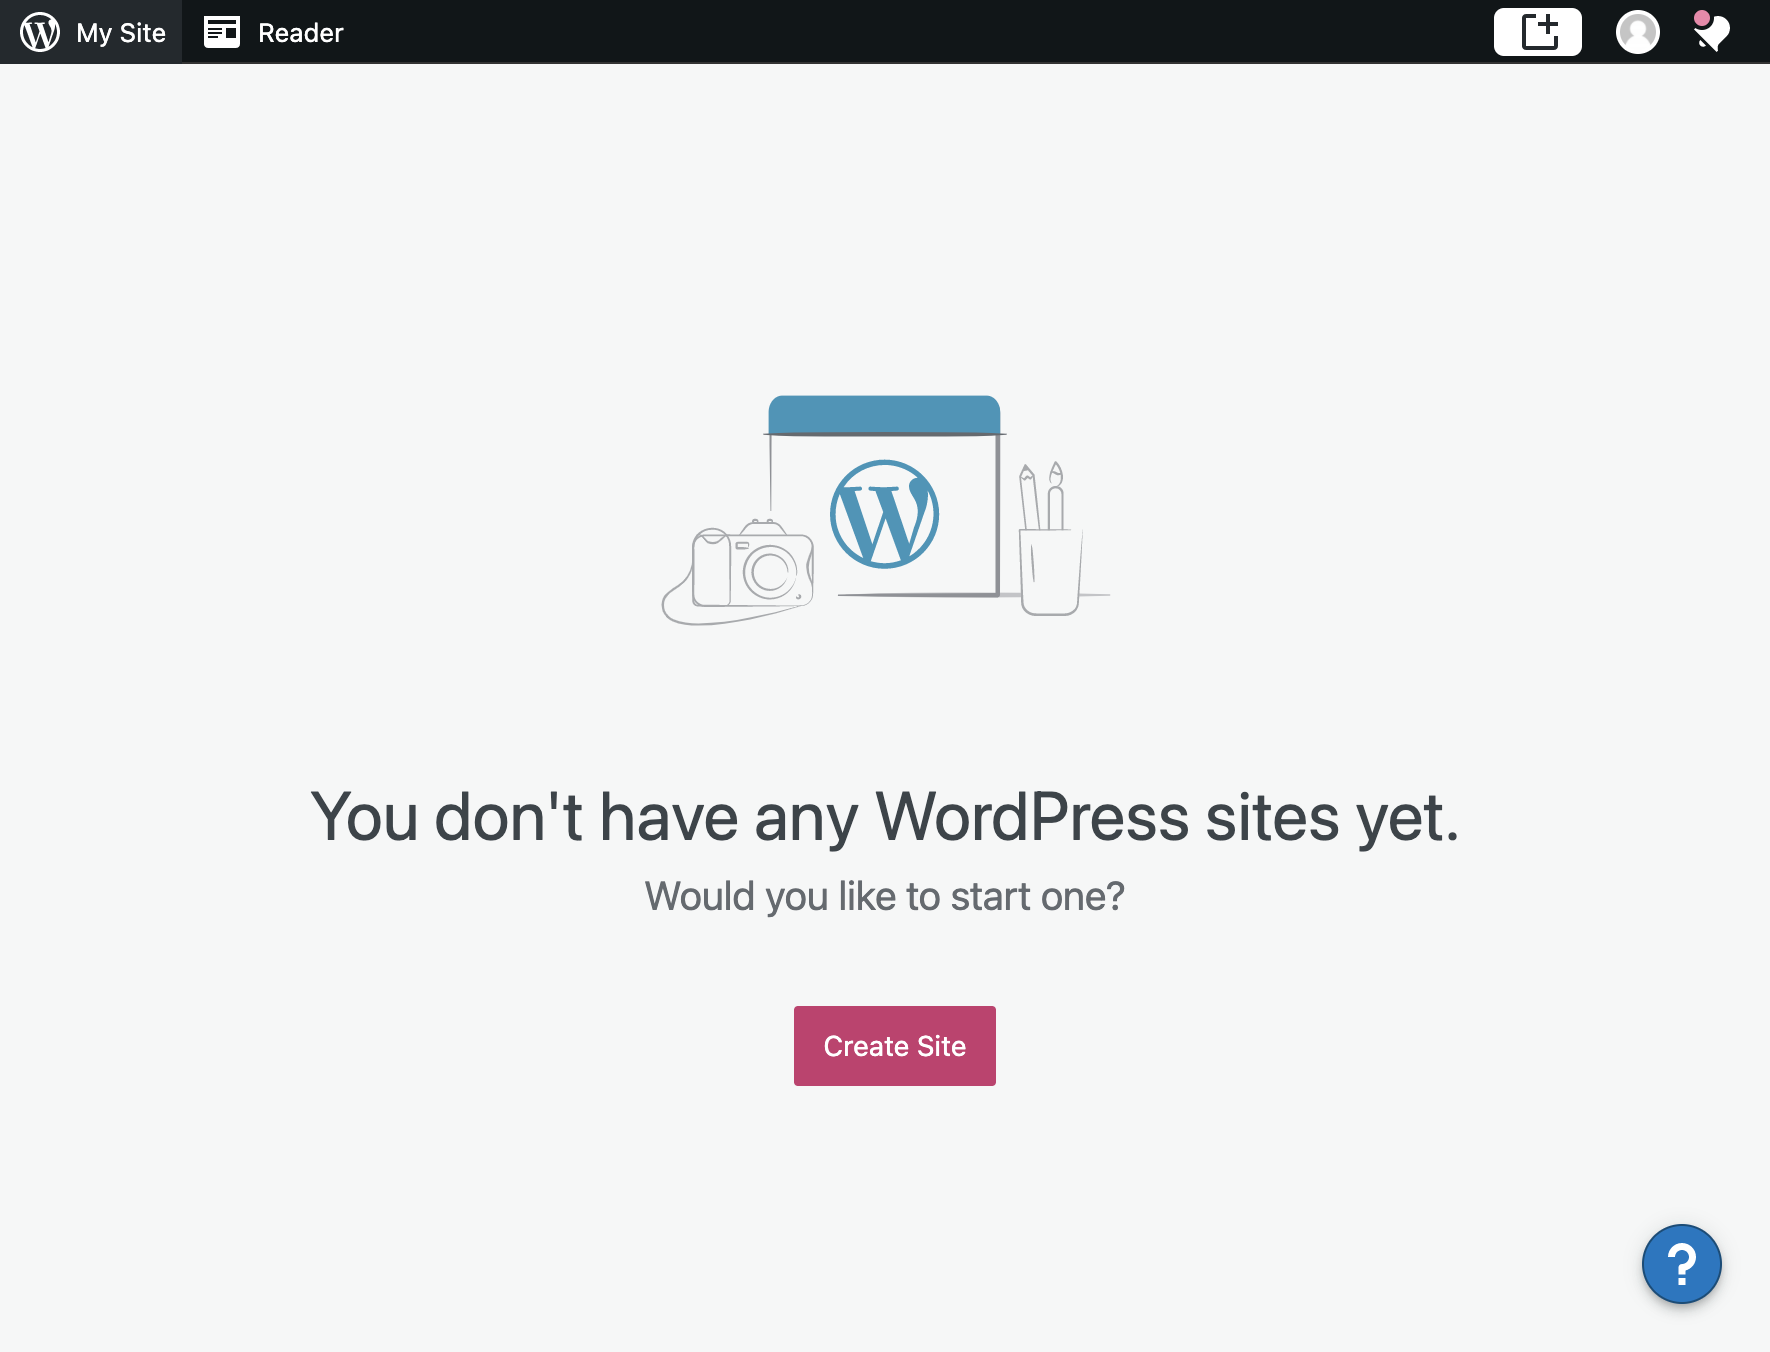 My Site
Reader
You don't have any WordPress sites yet.
Would you like to start one?
Create Site
?